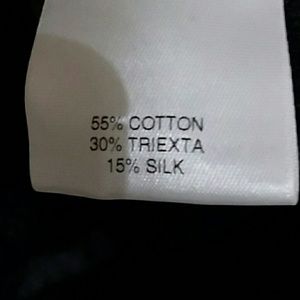 55% COTTON
30% TRIEXTA
15% SILK